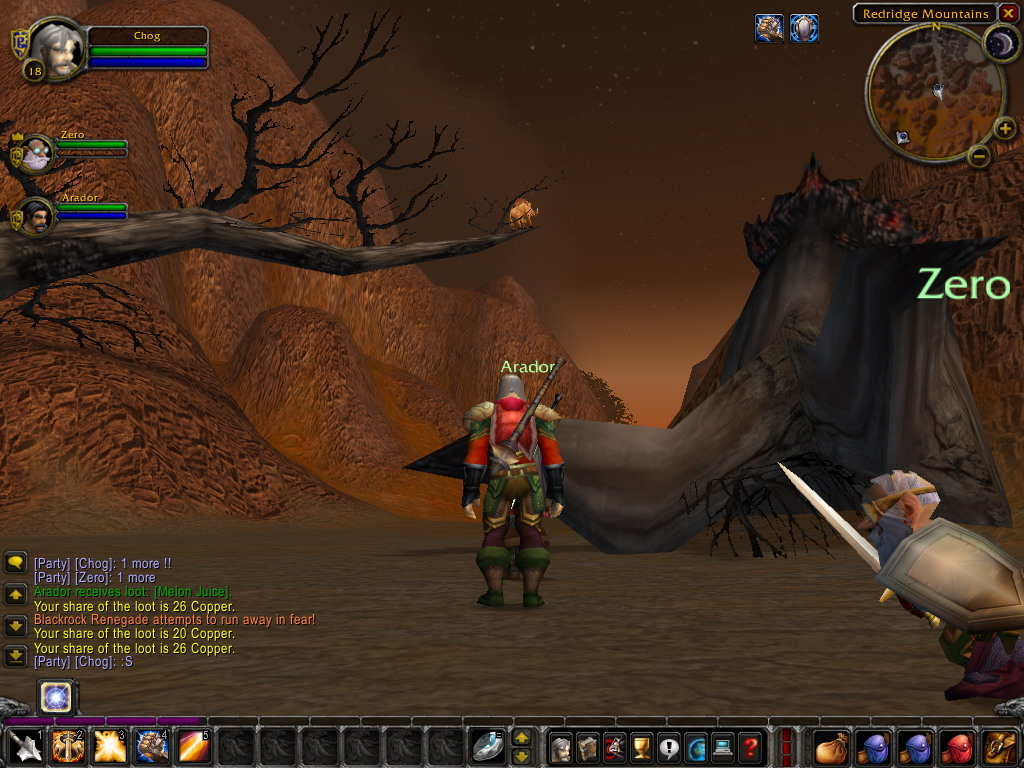 Chog
18
Redridge Mountains
N
Zero
Arador
Zero
Arador
[Party] [Chog]: 1 more !!
[Party] [Zero]: 1 more
Arador receives loot: [Melon Juice].
Your share of the loot is 26 Copper.
Blackrock Renegade attempts to run away in fear!
Your share of the loot is 20 Copper.
Your share of the loot is 26 Copper.
[Party] [Chog]: :S
1 2 3 4 5 =